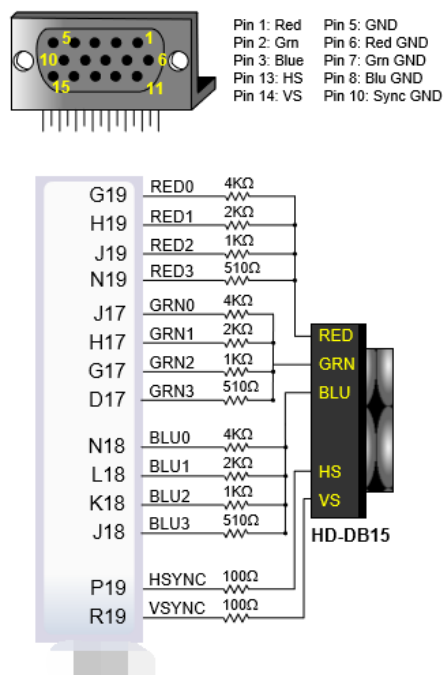 5 1
10 6
15 11
Pin 1: Red Pin 5: GND
Pin 2: Grn Pin 6: Red GND
Pin 3: Blue Pin 7: Grn GND
Pin 13: HS Pin 8: Blu GND
Pin 14: VS Pin 10: Sync GND
G19 RED0 4KΩ
H19 RED1 2KΩ
J19 RED2 1KΩ
N19 RED3 510Ω
J17 GRN0 4KΩ
H17 GRN1 2KΩ
G17 GRN2 1KΩ
D17 GRN3 510Ω
N18 BLU0 4KΩ
L18 BLU1 2KΩ
K18 BLU2 1KΩ
J18 BLU3 510Ω
P19 HSYNC 100Ω
R19 VSYNC 100Ω
RED
GRN
BLU
HS
VS
HD-DB15